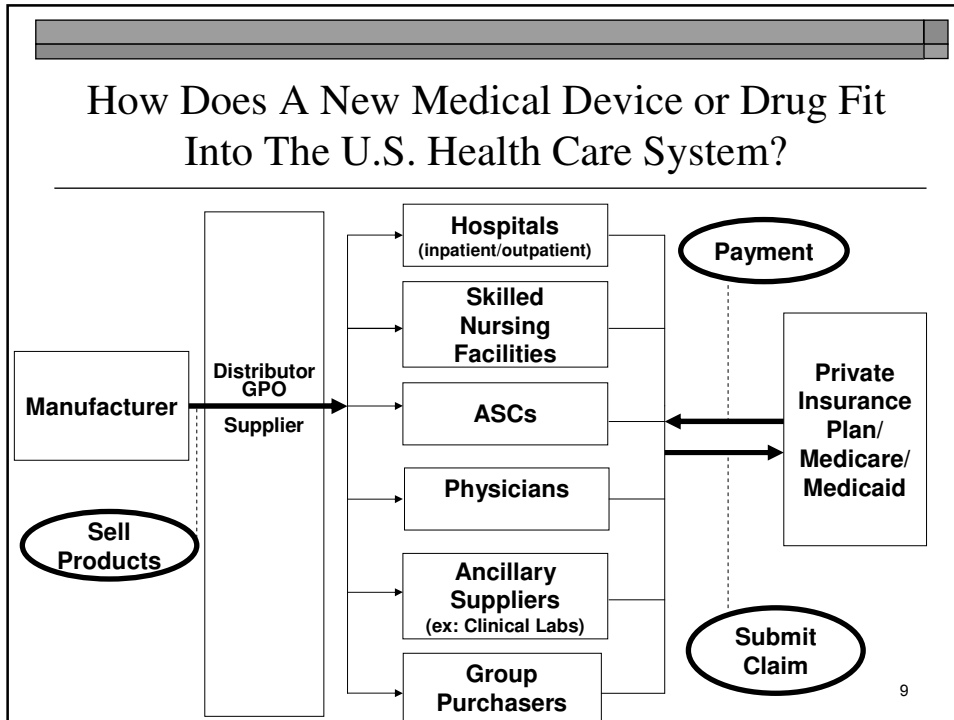 How Does A New Medical Device or Drug Fit
Into The U.S. Health Care System?
Manufacturer
Sell
Products
Distributor
GPO
Supplier
Hospitals
(inpatient/outpatient)
Skilled
Nursing
Facilities
ASCs
Physicians
Ancillary
Suppliers
(ex: Clinical Labs)
Group
Purchasers
Payment
Private
Insurance
Plan/
Medicare/
Medicaid
Submit
Claim
9